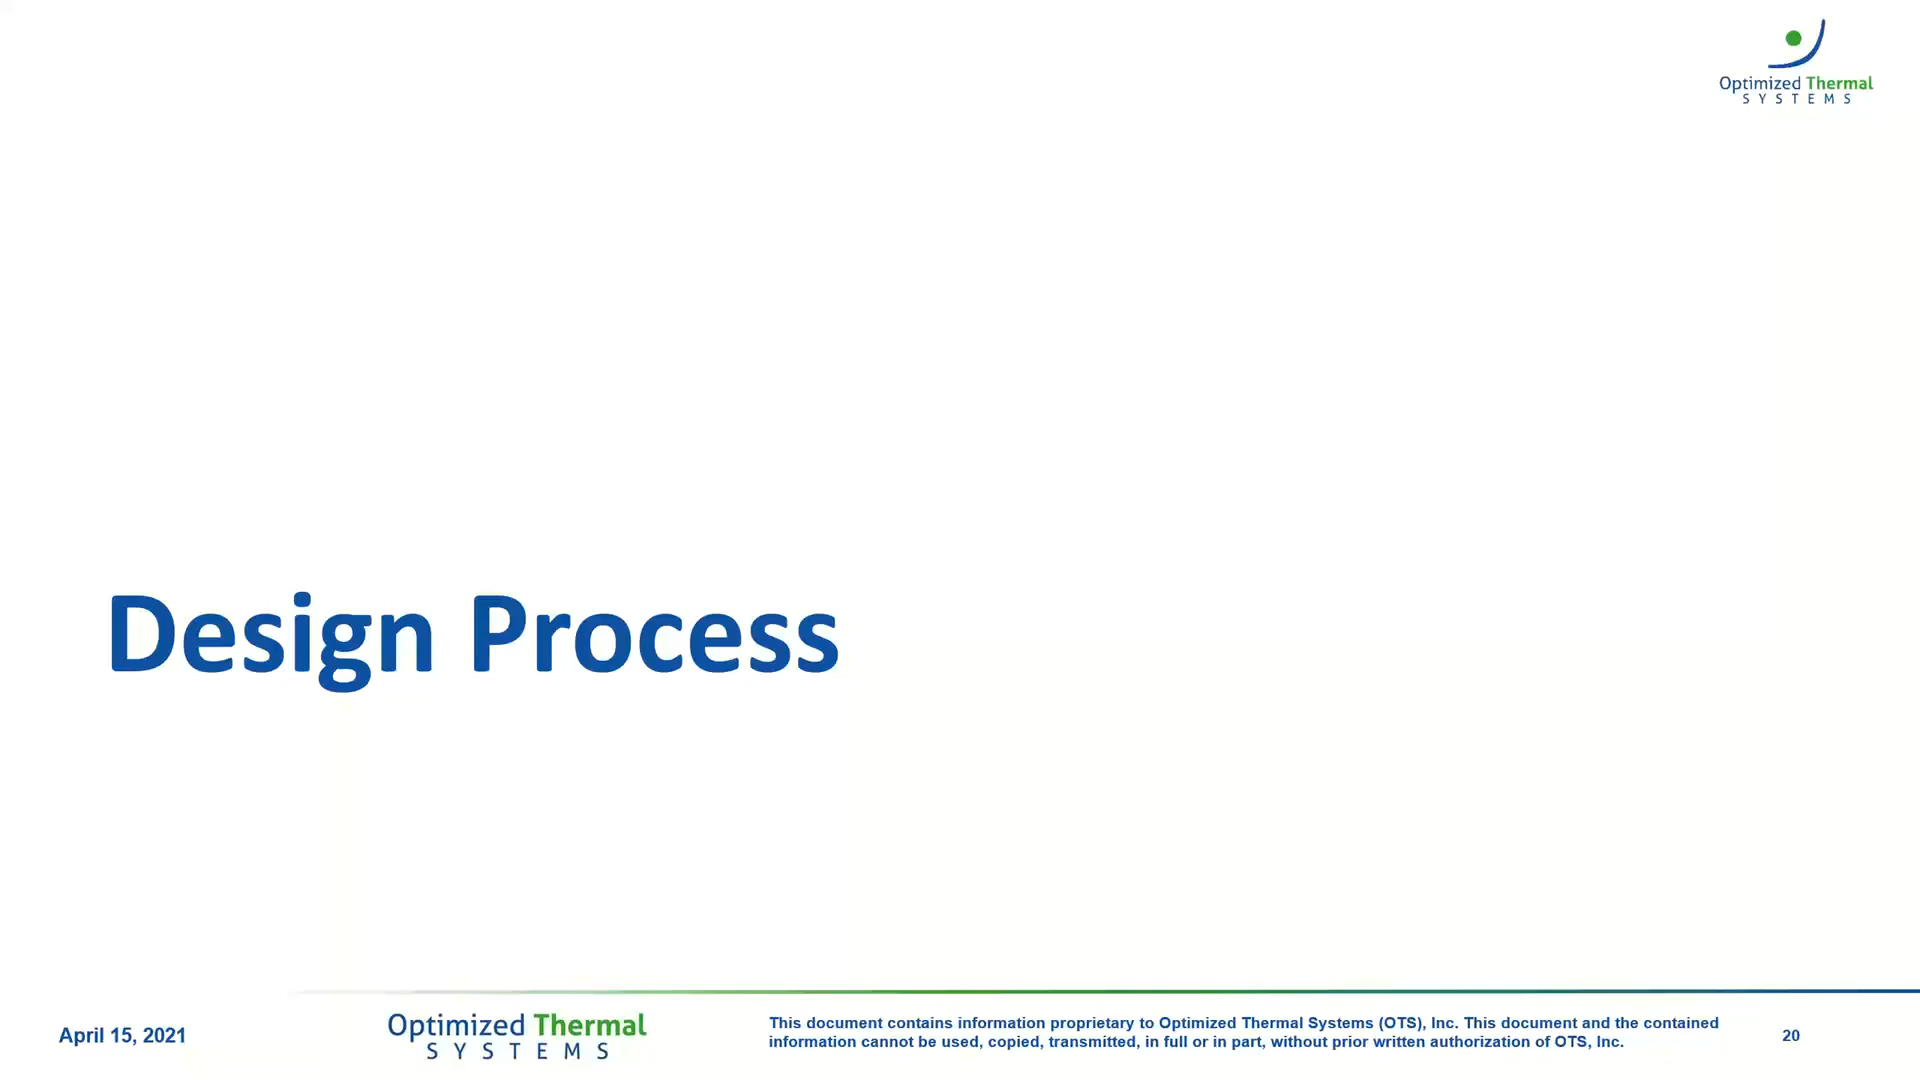 Optimized Thermal
SYSTEMS
Design Process
April 15, 2021
Optimized Thermal
SYSTEMS
This document contains information proprietary to Optimized Thermal Systems (OTS), Inc. This document and the contained
information cannot be used, copied, transmitted, in full or in part, without prior written authorization of OTS, Inc.
20